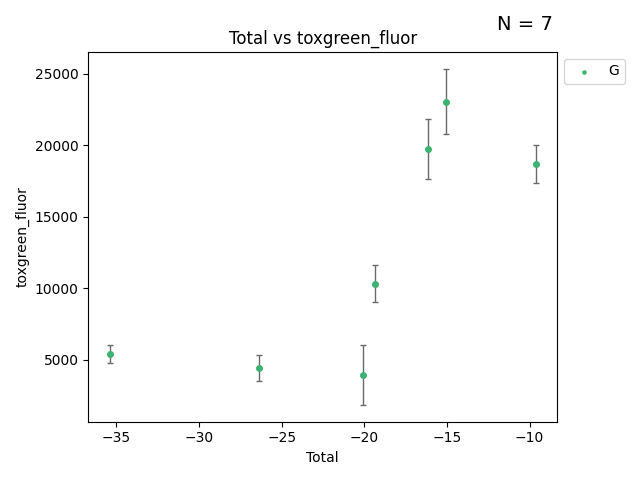 N = 7
Total vs toxgreen_fluor
G
toxgreen_fluor
25000
20000
15000
10000
5000
−35
−30
−25
−20
−15
−10
Total